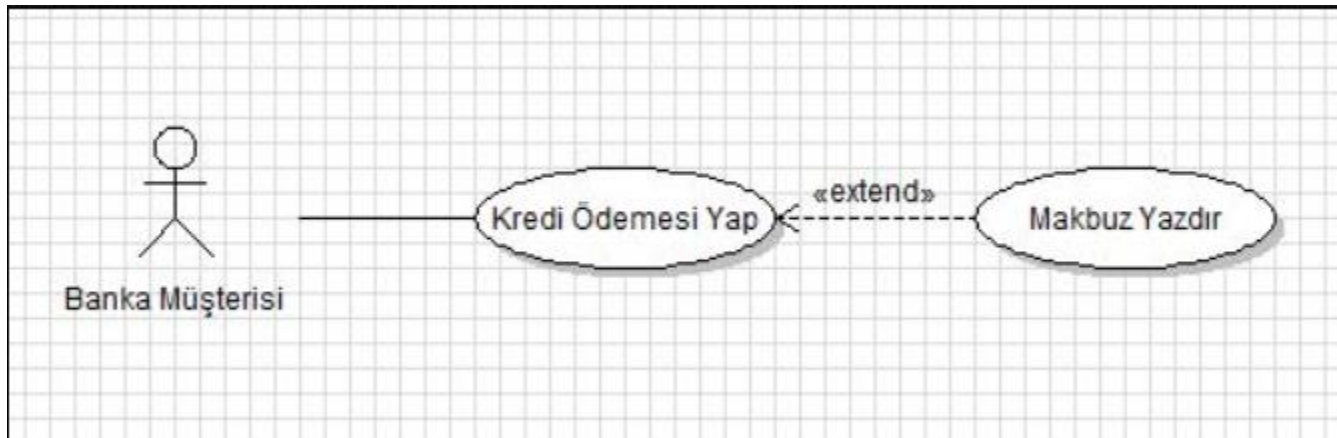 «extend»
Kredi Ödemesi Yap
Makbuz Yazdır
Banka Müşterisi